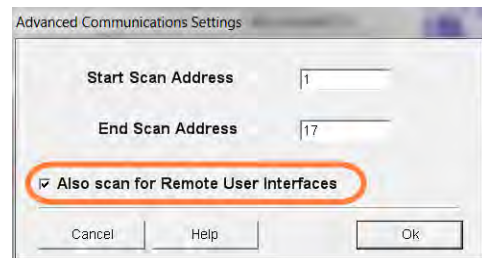 Advanced Communications Settings
Start Scan Address 1
End Scan Address 17
Also scan for Remote User Interfaces
Cancel Help Ok